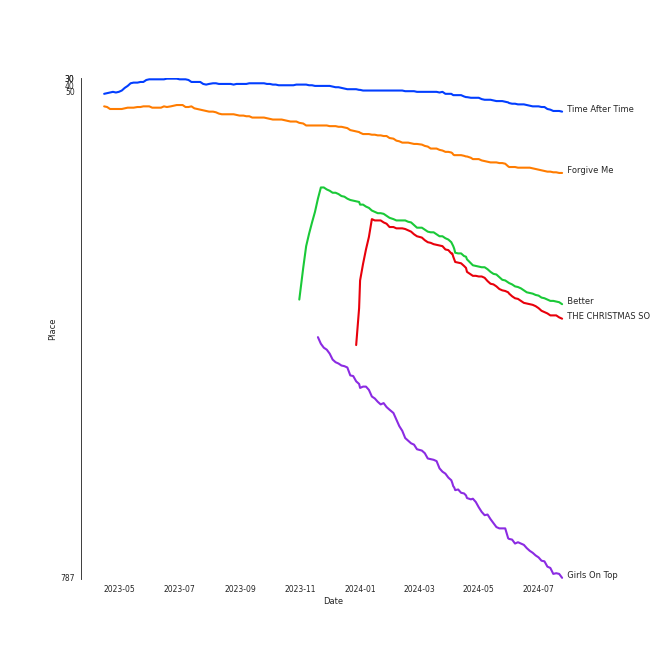 30
40
50
Time After Time
Forgive Me
Better
THE CHRISTMAS SO
Girls On Top
787
Place
2023-05 2023-07 2023-09 2023-11 2024-01 2024-03 2024-05 2024-07
Date